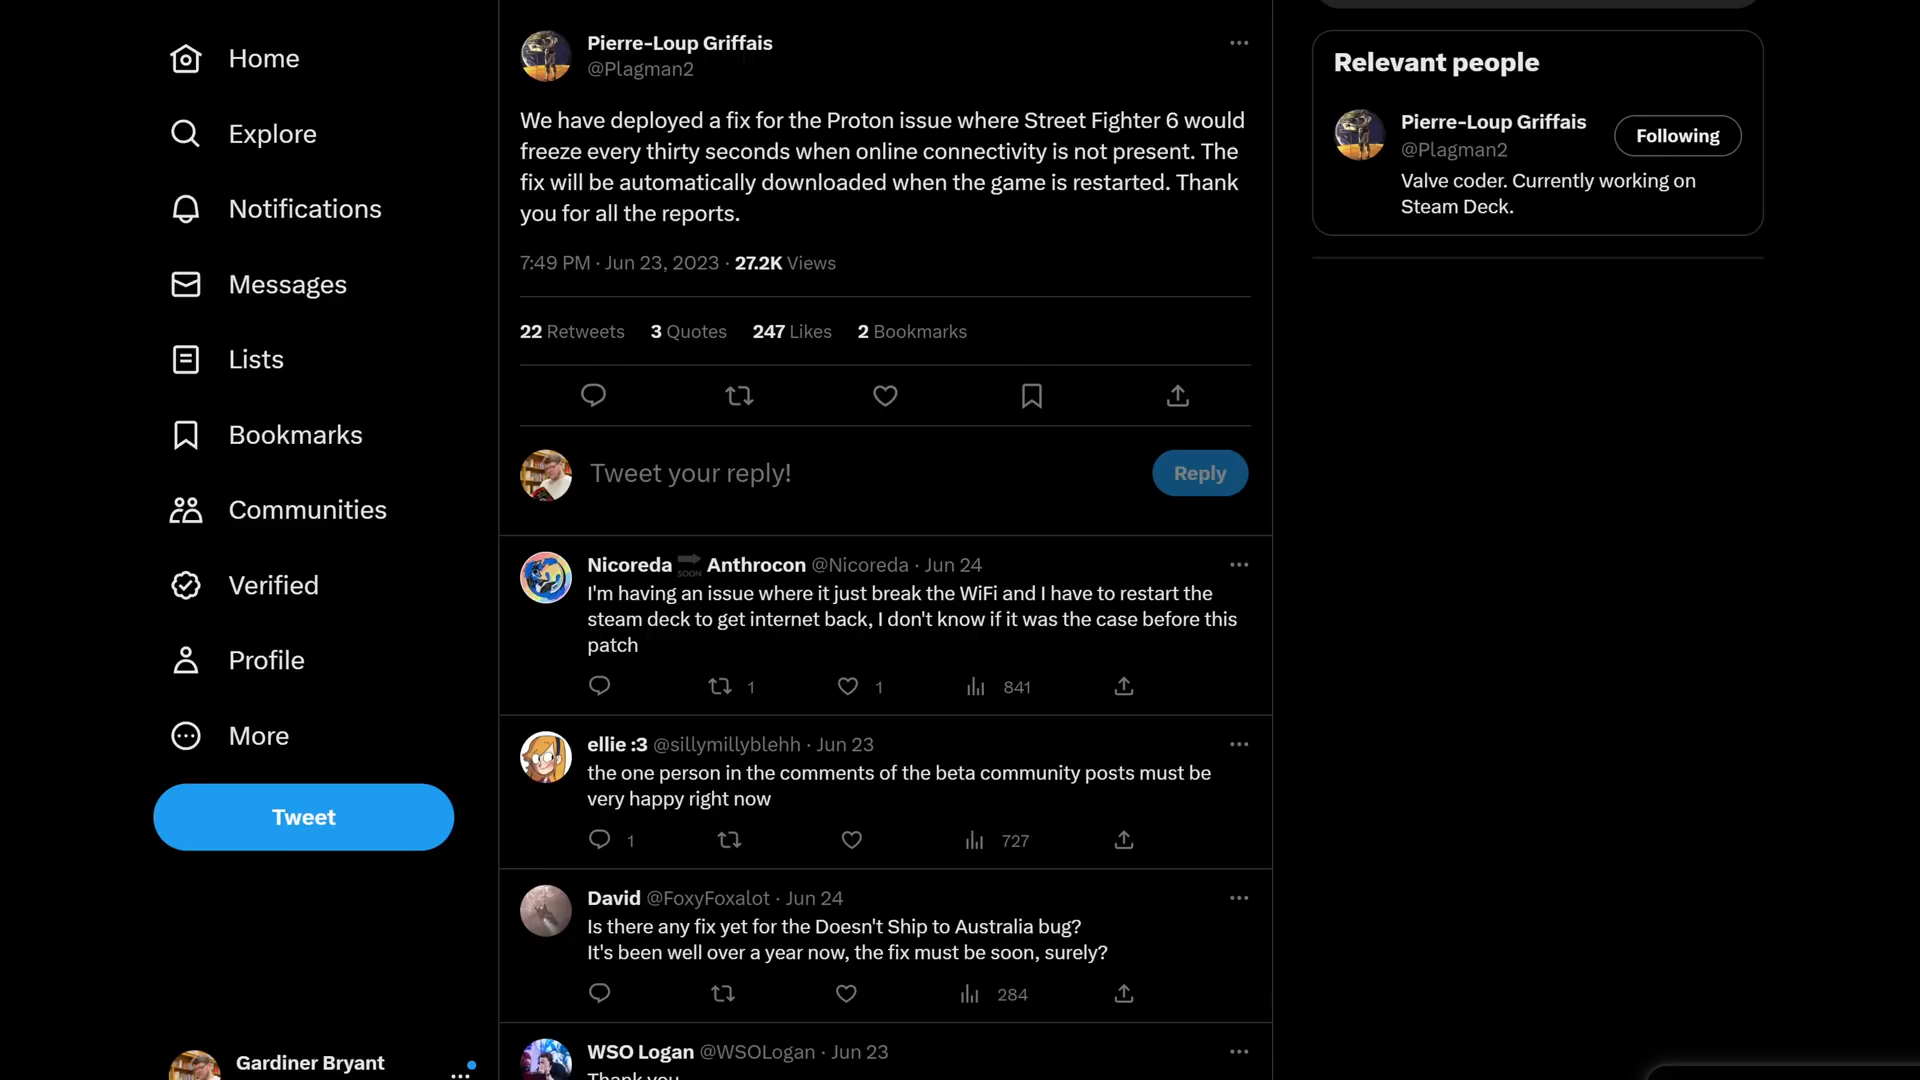 Home
Explore
Notifications
Messages
Lists
Bookmarks
Communities
Verified
Profile
More
Tweet
Gardiner Bryant
Pierre-Loup Griffais
@Plagman2
We have deployed a fix for the Proton issue where Street Fighter 6 would
freeze every thirty seconds when online connectivity is not present. The
fix will be automatically downloaded when the game is restarted. Thank
you for all the reports.
7:49 PM · Jun 23, 2023 · 27.2K Views
22 Retweets 3 Quotes 247 Likes 2 Bookmarks
Tweet your reply!
Reply
Nicoreda SOON Anthrocon @Nicoreda · Jun 24
I'm having an issue where it just break the WiFi and I have to restart the
steam deck to get internet back, I don't know if it was the case before this
patch
1 1 841
ellie :3 @sillymillyblehh · Jun 23
the one person in the comments of the beta community posts must be
very happy right now
1 727
David @FoxyFoxalot · Jun 24
Is there any fix yet for the Doesn't Ship to Australia bug?
It's been well over a year now, the fix must be soon, surely?
284
WSO Logan @WSOLogan · Jun 23
Thank you
Relevant people
Pierre-Loup Griffais
@Plagman2
Following
Valve coder. Currently working on
Steam Deck.